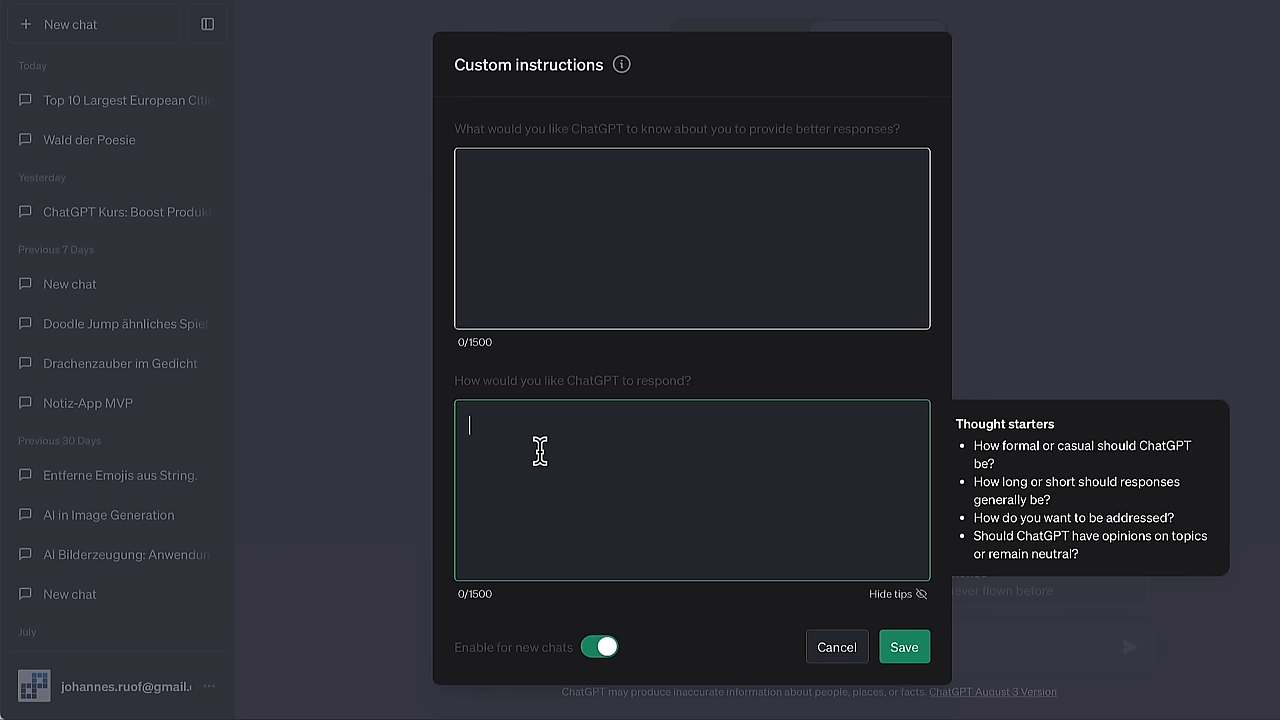 New chat
Today
Top 10 Largest European Citi
Wald der Poesie
Yesterday
ChatGPT Kurs: Boost Produk
Previous 7 Days
New chat
Doodle Jump ähnliches Spiel
Drachenzauber im Gedicht
Notiz-App MVP
Previous 30 Days
Entferne Emojis aus String.
AI in Image Generation
AI Bilderzeugung: Anwendun
New chat
July
johannes.ruof@gmail.
Custom instructions
What would you like ChatGPT to know about you to provide better responses?
0/1500
How would you like ChatGPT to respond?
0/1500
Hide tips
Enable for new chats
Cancel
Save
Thought starters
• How formal or casual should ChatGPT
be?
• How long or short should responses
generally be?
• How do you want to be addressed?
• Should ChatGPT have opinions on topics
or remain neutral?
ever flown before
ChatGPT may produce inaccurate information about people, places, or facts. ChatGPT August 3 Version